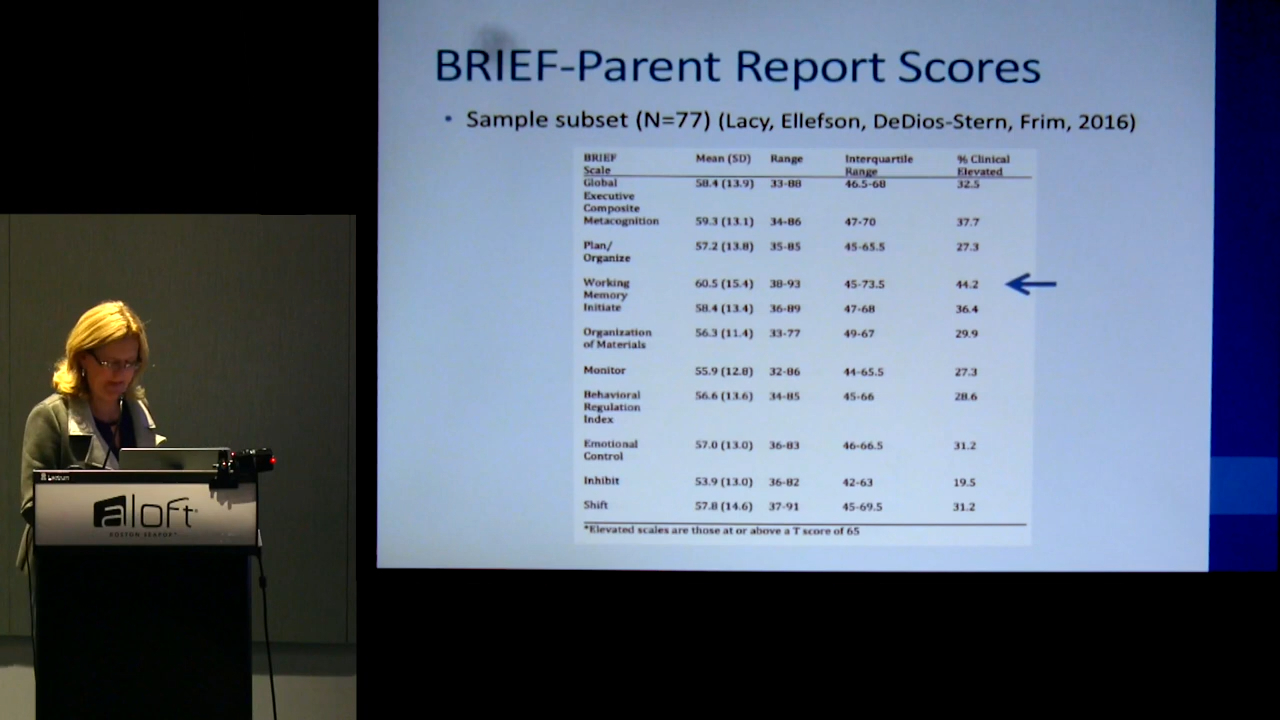 BRIEF-Parent Report Scores
• Sample subset (N=77) (Lacy, Ellefson, DeDios-Stern, Frim, 2016)
BRIEF Scale Mean (SD) Range Interquartile Range % Clinical Elevated
Global Executive Composite 58.4 (13.9) 33-88 46.5-68 32.5
Metacognition 59.3 (13.1) 34-86 47-70 37.7
Plan/ Organize 57.2 (13.8) 35-85 45-65.5 27.3
Working Memory 60.5 (15.4) 38-93 45-73.5 44.2
Initiate 58.4 (13.4) 36-89 47-68 36.4
Organization of Materials 56.3 (11.4) 33-77 49-67 29.9
Monitor 55.9 (12.8) 32-86 44-65.5 27.3
Behavioral Regulation Index 56.6 (13.6) 34-85 45-66 28.6
Emotional Control 57.0 (13.0) 36-83 46-66.5 31.2
Inhibit 53.9 (13.0) 36-82 42-63 19.5
Shift 57.8 (14.6) 37-91 45-69.5 31.2
*Elevated scales are those at or above a T score of 65
aloft
BOSTON SEAPORT